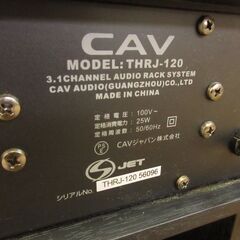 CAV
MODEL:THRJ-120
3.1CHANNEL AUDIO RACK SYSTEM
CAV AUDIO(GUANGZHOU)CO.,LTD
MADE IN CHINA
定格電圧：100V~
定格消費電力：25W
定格周波数：50/60Hz
PS
E
CAVジャパン株式会社
S JET
シリアルNo. THRJ-120 56096